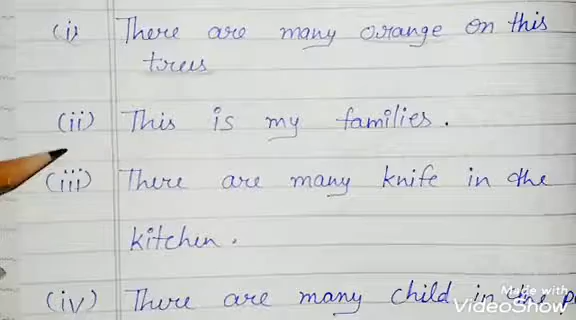 (i) There are many orange on this
trees
(ii) This is my families.
(iii) There are many knife in the
kitchen.
(iv) There are many child in the
Made with
VideoShow